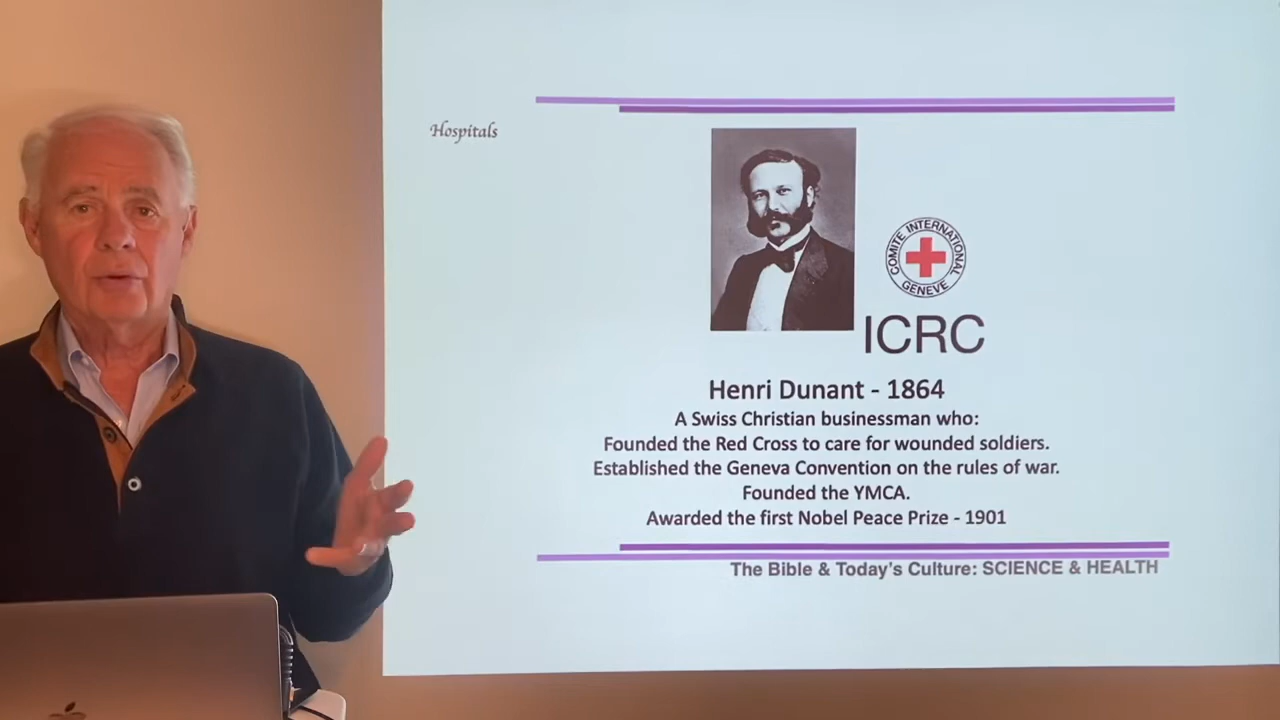 Hospitals
COMITE INTERNATIONAL
GENEVE
ICRC
Henri Dunant - 1864
A Swiss Christian businessman who:
Founded the Red Cross to care for wounded soldiers.
Established the Geneva Convention on the rules of war.
Founded the YMCA.
Awarded the first Nobel Peace Prize - 1901
The Bible & Today's Culture: SCIENCE & HEALTH